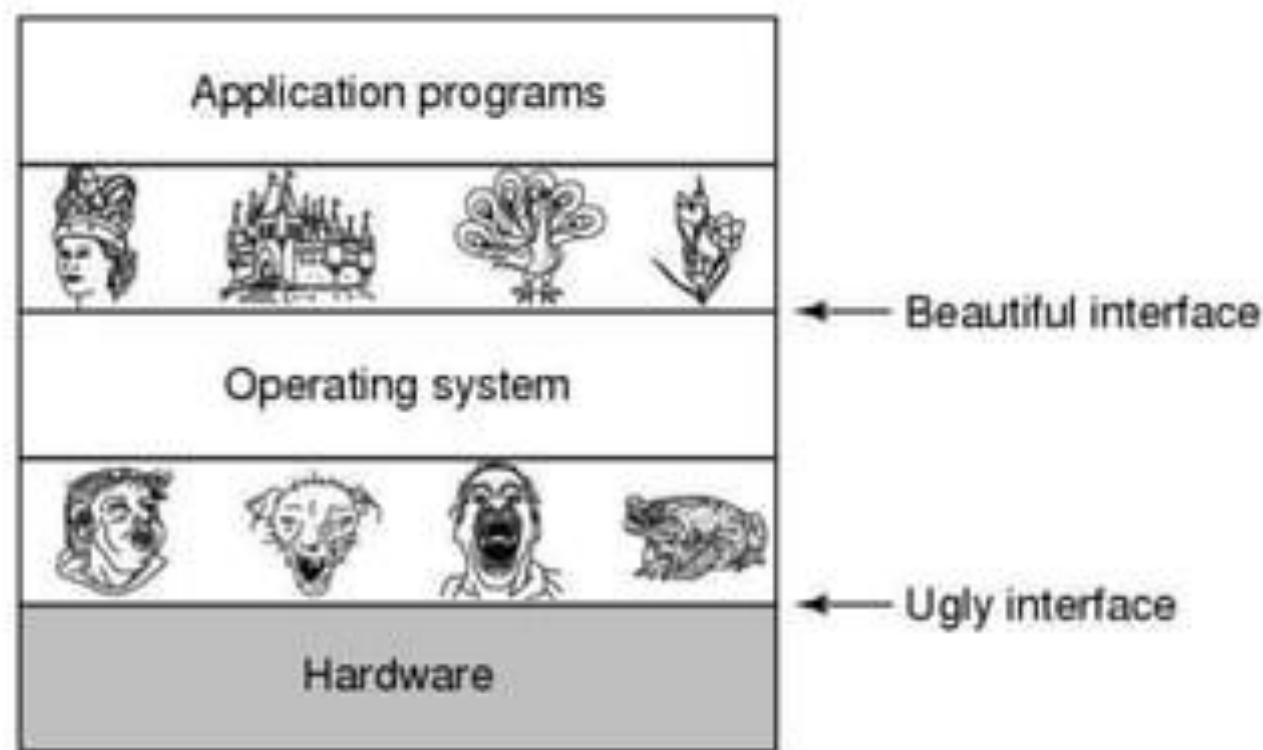 Application programs
Beautiful interface
Operating system
Ugly interface
Hardware